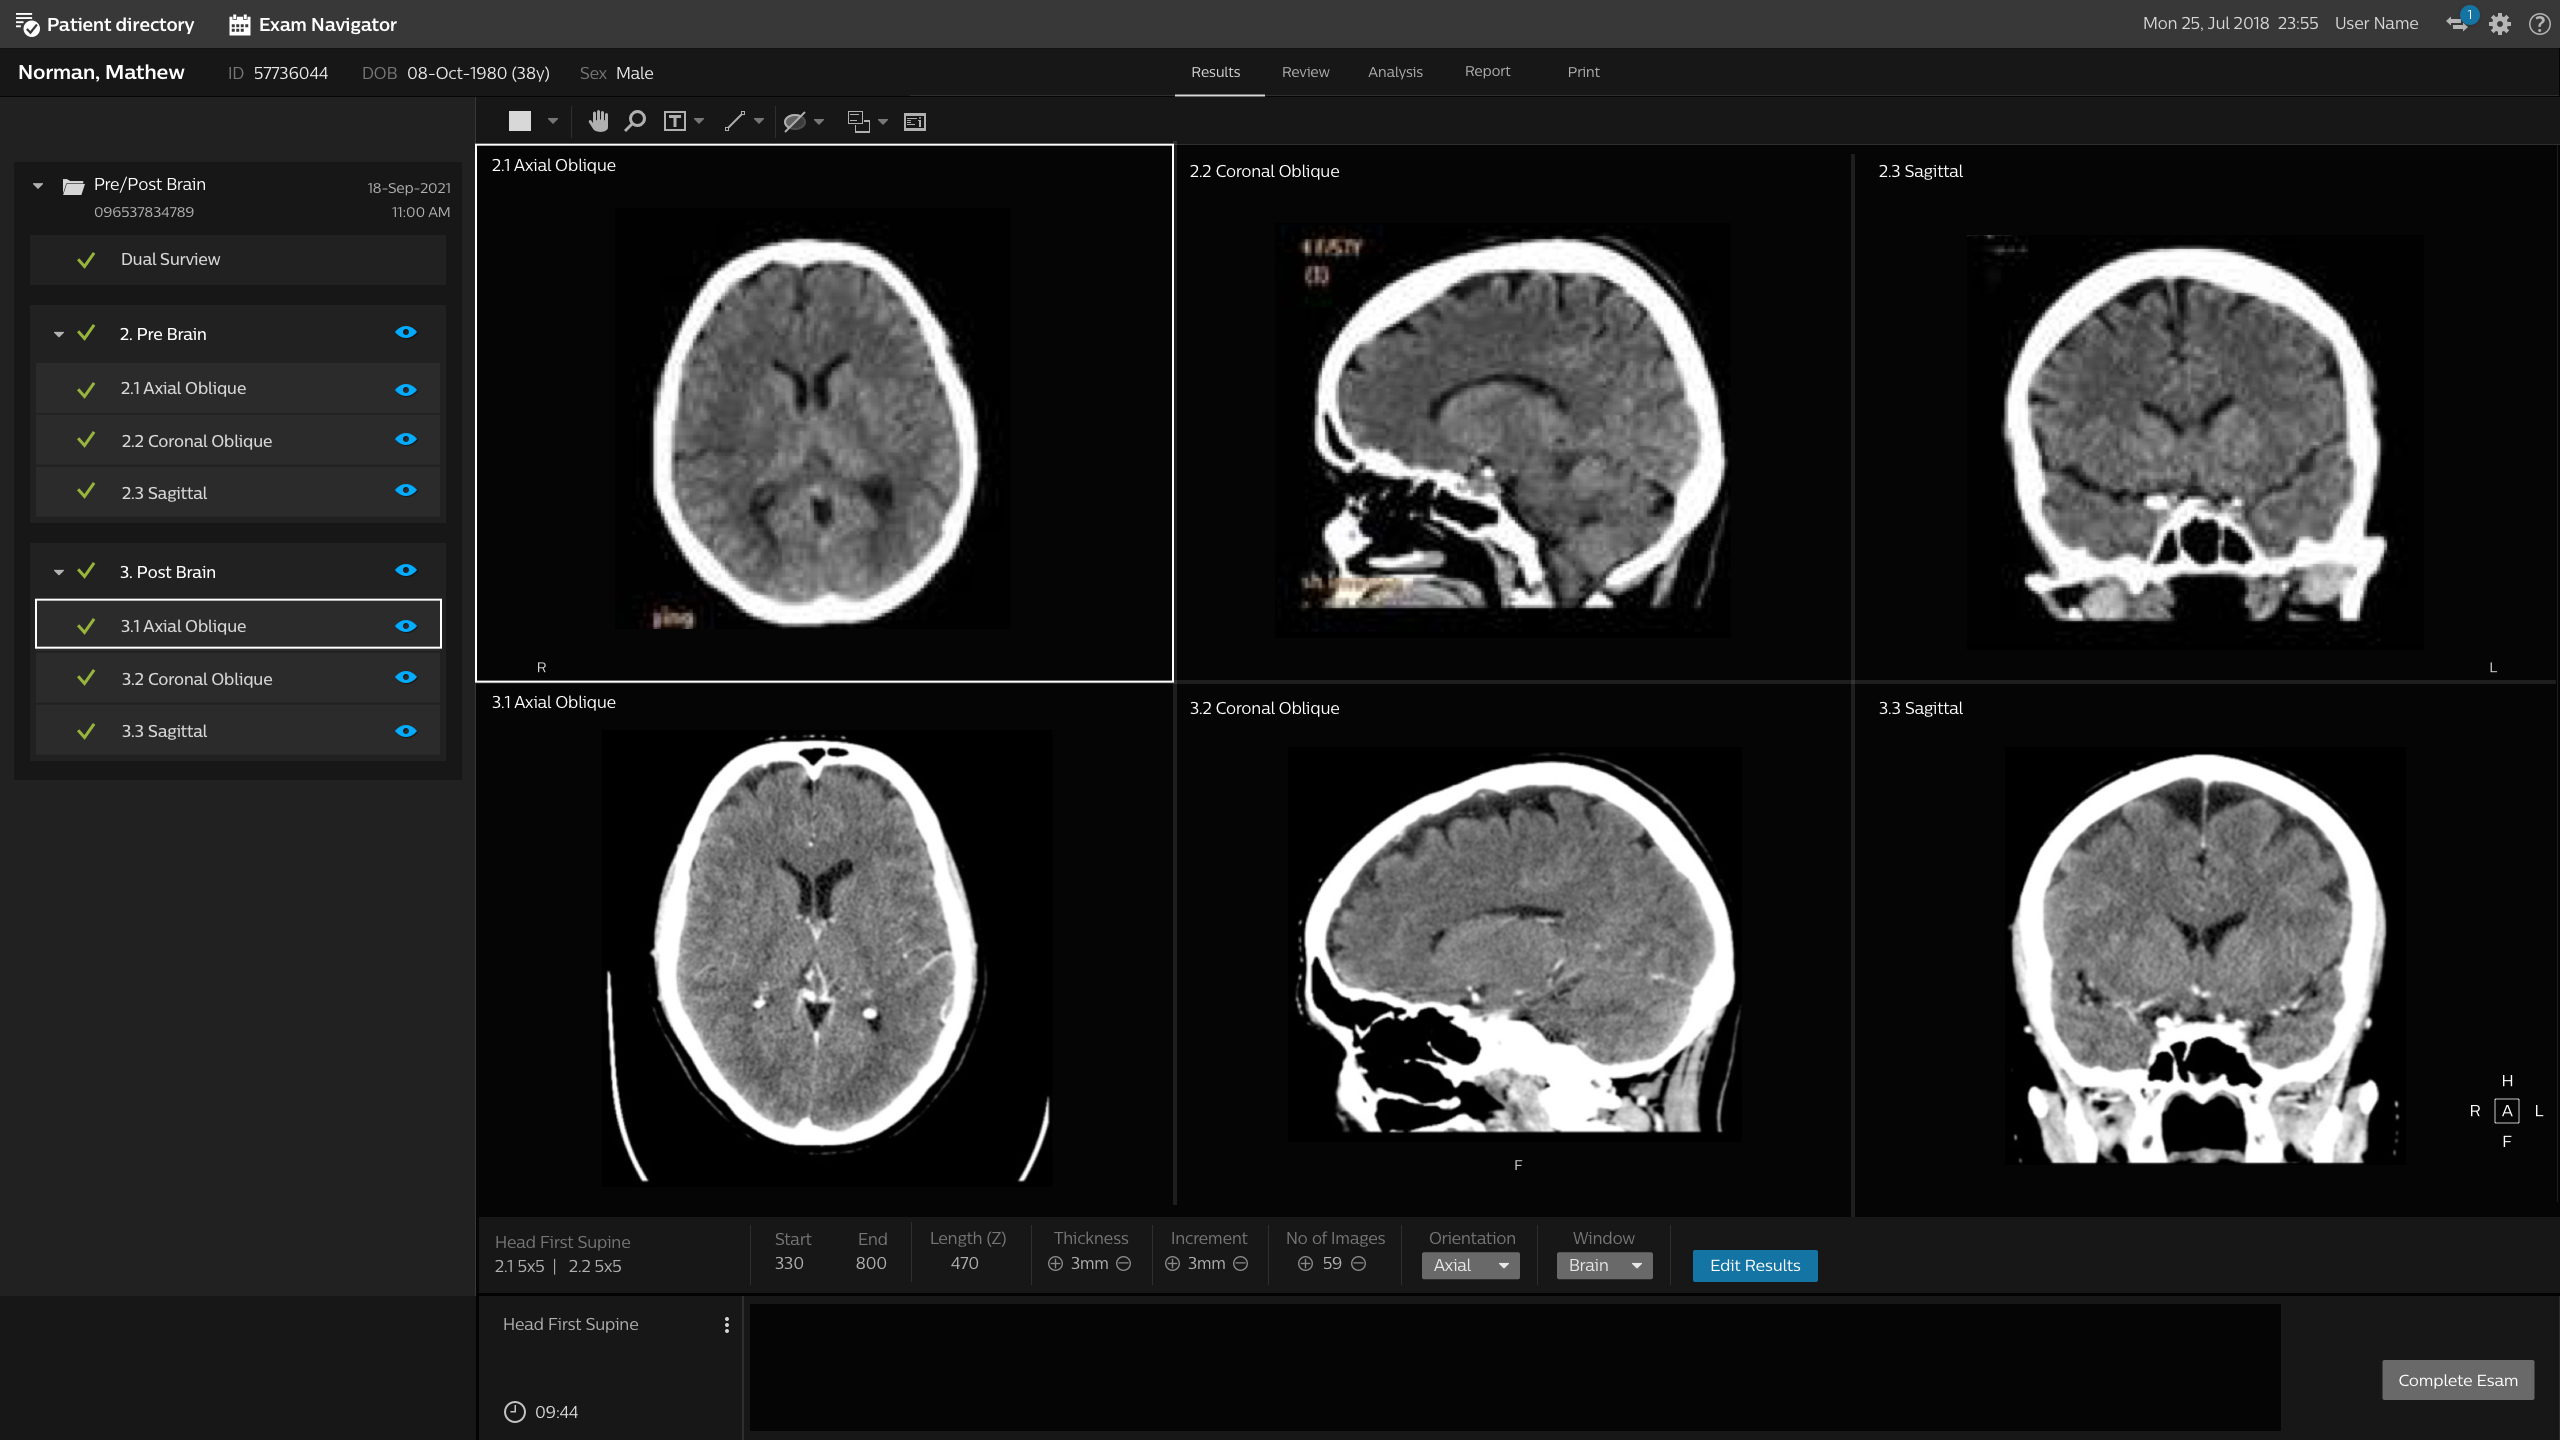 Patient directory
Exam Navigator
Mon 25, Jul 2018 23:55
User Name
1
Norman, Mathew
ID 57736044
DOB 08-Oct-1980 (38y)
Sex Male
Results
Review
Analysis
Report
Print
Pre/Post Brain
18-Sep-2021
096537834789
11:00 AM
Dual Surview
2. Pre Brain
2.1 Axial Oblique
2.2 Coronal Oblique
2.3 Sagittal
3. Post Brain
3.1 Axial Oblique
3.2 Coronal Oblique
3.3 Sagittal
2.1 Axial Oblique
R
2.2 Coronal Oblique
2.3 Sagittal
L
3.1 Axial Oblique
3.2 Coronal Oblique
F
3.3 Sagittal
H
R A L
F
Head First Supine
2.1 5x5 | 2.2 5x5
Start
330
End
800
Length (Z)
470
Thickness
3mm
Increment
3mm
No of Images
59
Orientation
Axial
Window
Brain
Edit Results
Head First Supine
09:44
Complete Esam